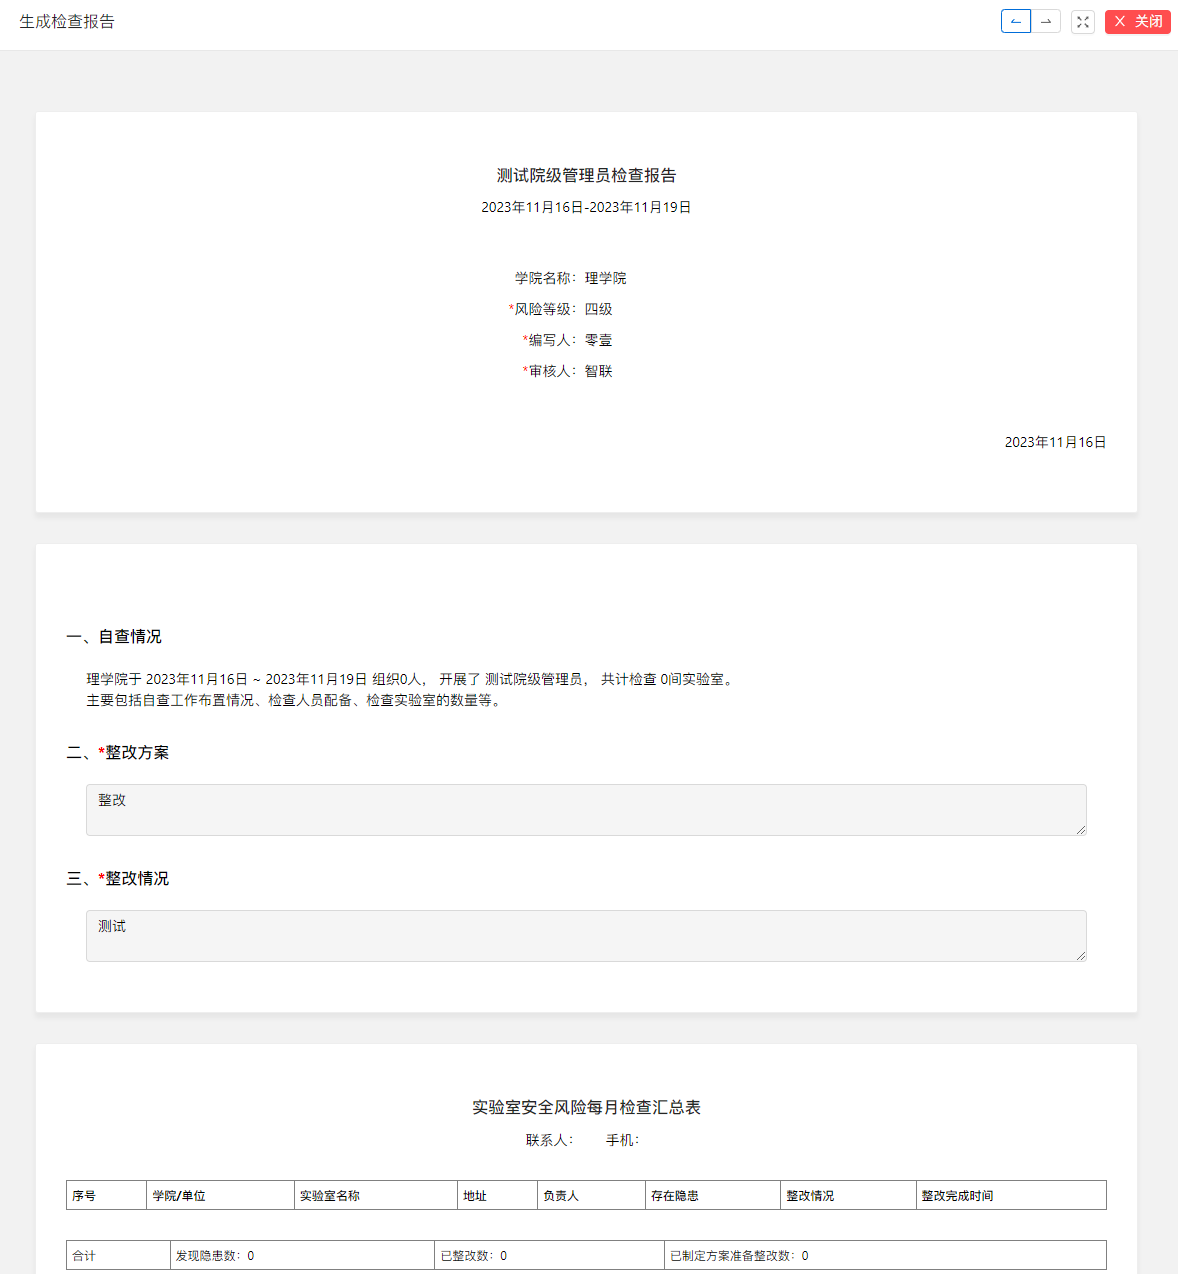 生成检查报告
关闭
测试院级管理员检查报告
2023年11月16日-2023年11月19日
学院名称：理学院
*风险等级：四级
*编写人：零壹
*审核人：智联
2023年11月16日
一、自查情况
理学院于 2023年11月16日 ~ 2023年11月19日 组织0人， 开展了 测试院级管理员， 共计检查 0间实验室。
主要包括自查工作布置情况、检查人员配备、检查实验室的数量等。
二、*整改方案
整改
三、*整改情况
测试
实验室安全风险每月检查汇总表
联系人： 手机：
序号 学院/单位 实验室名称 地址 负责人 存在隐患 整改情况 整改完成时间
合计 发现隐患数：0 已整改数：0 已制定方案准备整改数：0